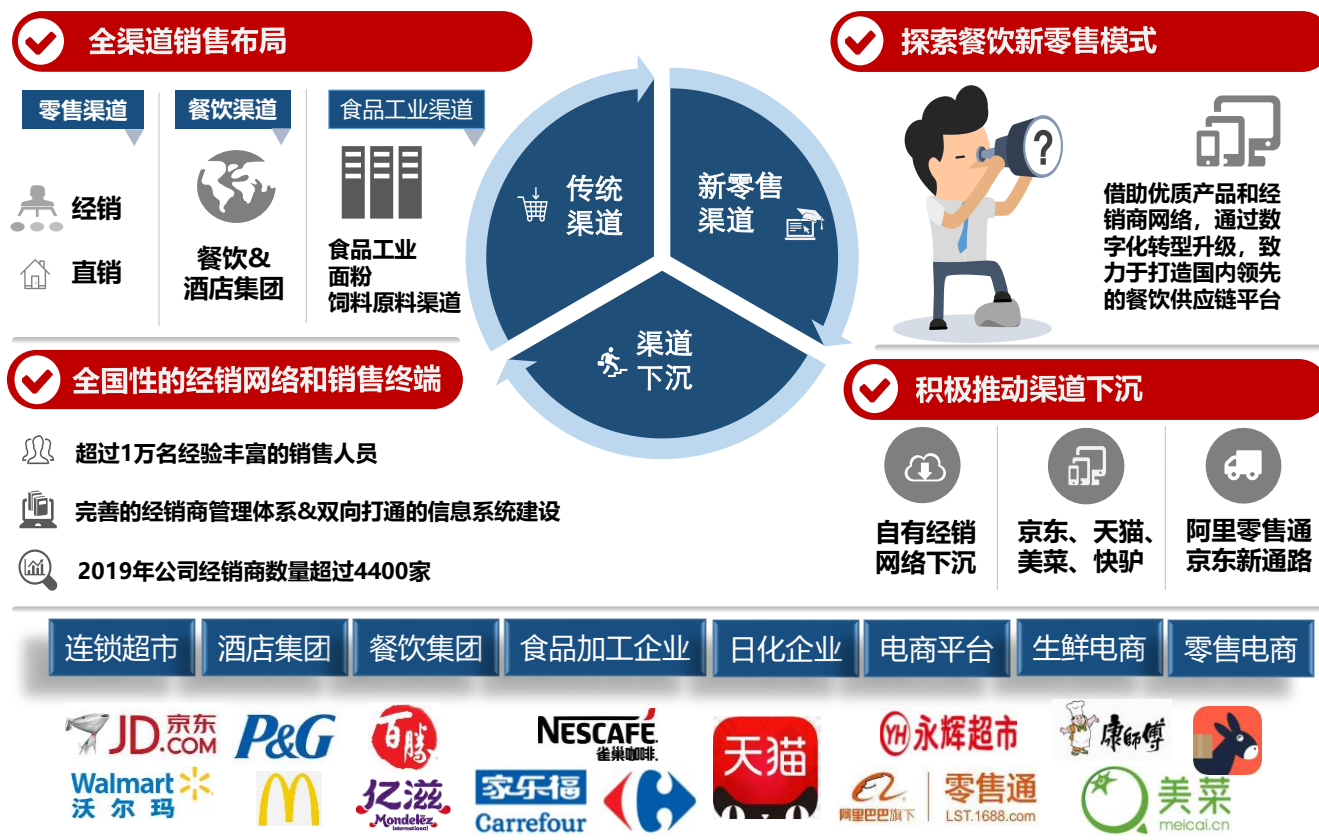 全渠道销售布局
零售渠道
餐饮渠道
食品工业渠道
经销
直销
餐饮&
酒店集团
食品工业
面粉
饲料原料渠道
传统
渠道
新零售
渠道
渠道
下沉
探索餐饮新零售模式
?
借助优质产品和经
销商网络，通过数
字化转型升级，致
力于打造国内领先
的餐饮供应链平台
全国性的经销网络和销售终端
超过1万名经验丰富的销售人员
完善的经销商管理体系&双向打通的信息系统建设
2019年公司经销商数量超过4400家
积极推动渠道下沉
自有经销
网络下沉
京东、天猫、
美菜、快驴
阿里零售通
京东新通路
连锁超市
酒店集团
餐饮集团
食品加工企业
日化企业
电商平台
生鲜电商
零售电商
JD.COM 京东
P&G
百勝
NESCAFÉ.
雀巢咖啡.
天猫
YH 永辉超市
康師傅
Walmart
沃尔玛
亿滋
Mondelēz
International
家乐福
Carrefour
阿里巴巴旗下
零售通
LST.1688.com
美菜
meicai.cn